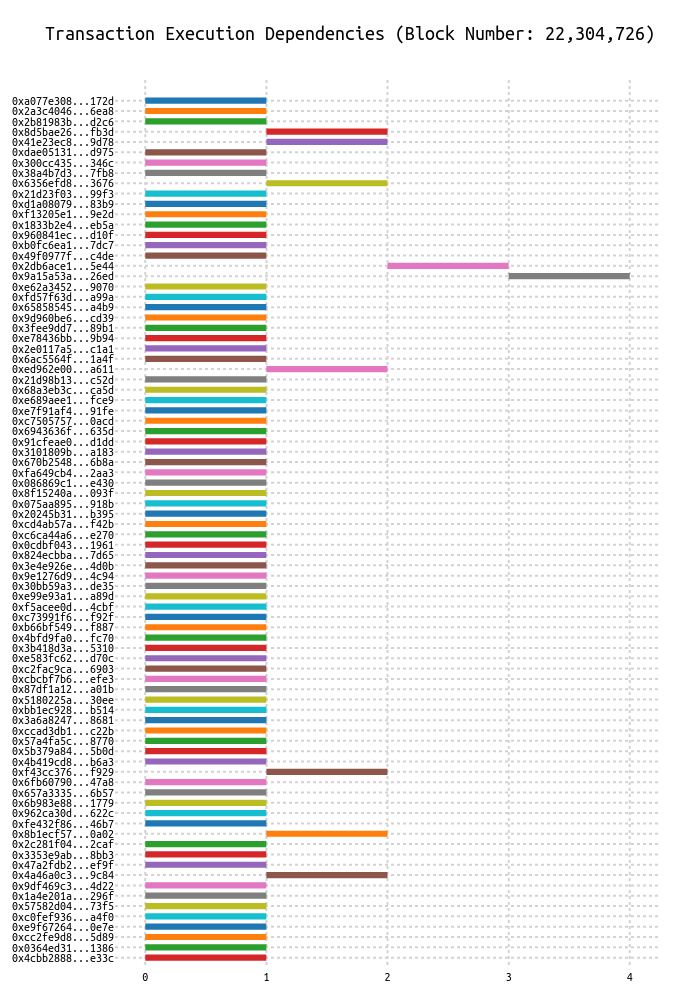 Transaction Execution Dependencies (Block Number: 22,304,726)
0xa077e308...172d
0x2a3c4046...6ea8
0x2b81983b...d2c6
0x8d5bae26...fb3d
0x41e23ec8...9d78
0xdae05131...d975
0x300cc435...346c
0x38a4b7d3...7fb8
0x6356efd8...3676
0x21d23f03...99f3
0xd1a08079...83b9
0xf13205e1...9e2d
0x1833b2e4...eb5a
0x960841ec...d10f
0xb0fc6ea1...7dc7
0x49f0977f...c4de
0x2db6ace1...5e44
0x9a15a53a...26ed
0xe62a3452...9070
0xfd57f63d...a99a
0x65858545...a4b9
0x9d960be6...cd39
0x3fee9dd7...89b1
0xe78436bb...9b94
0x2e0117a5...c1a1
0x6ac5564f...1a4f
0xed962e00...a611
0x21d98b13...c52d
0x68a3eb3c...ca5d
0xe689aee1...fce9
0xe7f91af4...91fe
0xc7505757...0acd
0x6943636f...635d
0x91cfeae0...d1dd
0x3101809b...a183
0x670b2548...6b8a
0xfa649cb4...2aa3
0x086869c1...e430
0x8f15240a...093f
0x075aa895...918b
0x20245b31...b395
0xcd4ab57a...f42b
0xc6ca44a6...e270
0x0cdbf043...1961
0x824ecbba...7d65
0x3e4e926e...4d0b
0x9e1276d9...4c94
0x30bb59a3...de35
0xe99e93a1...a89d
0xf5acee0d...4cbf
0xc73991f6...f92f
0xb66bf549...f887
0x4bfd9fa0...fc70
0x3b418d3a...5310
0xe583fc62...d70c
0xc2fac9ca...6903
0xcbcbf7b6...efe3
0x87df1a12...a01b
0x5180225a...30ee
0xbb1ec928...b514
0x3a6a8247...8681
0xccad3db1...c22b
0x57a4fa5c...8770
0x5b379a84...5b0d
0x4b419cd8...b6a3
0xf43cc376...f929
0x6fb60790...47a8
0x657a3335...6b57
0x6b983e88...1779
0x962ca30d...622c
0xfe432f86...46b7
0x8b1ecf57...0a02
0x2c281f04...2caf
0x3353e9ab...8bb3
0x47a2fdb2...ef9f
0x4a46a0c3...9c84
0x9df469c3...4d22
0x1a4e201a...296f
0x57582d04...73f5
0xc0fef936...a4f0
0xe9f67264...0e7e
0xcc2fe9d8...5d89
0x0364ed31...1386
0x4cbb2888...e33c
0 1 2 3 4